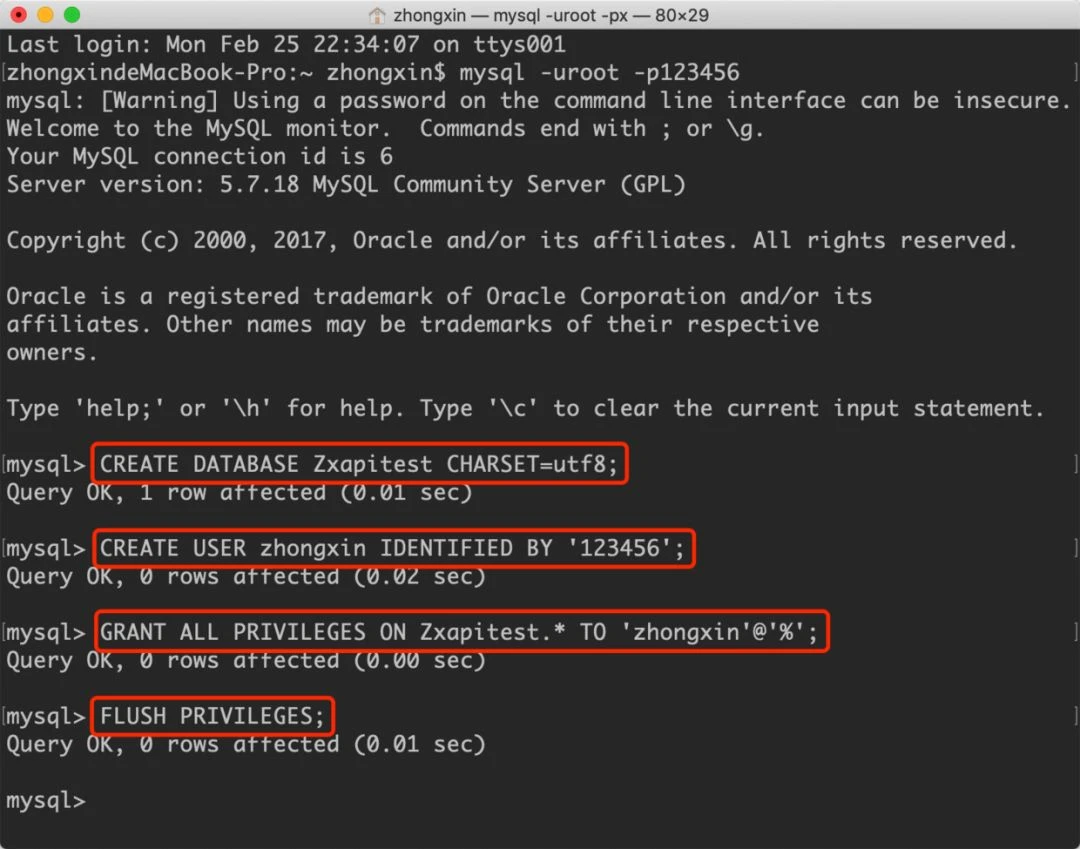 zhongxin — mysql -uroot -px — 80×29
Last login: Mon Feb 25 22:34:07 on ttys001
[zhongxindeMacBook-Pro:~ zhongxin$ mysql -uroot -p123456 ]
mysql: [Warning] Using a password on the command line interface can be insecure.
Welcome to the MySQL monitor.  Commands end with ; or \g.
Your MySQL connection id is 6
Server version: 5.7.18 MySQL Community Server (GPL)
Copyright (c) 2000, 2017, Oracle and/or its affiliates. All rights reserved.
Oracle is a registered trademark of Oracle Corporation and/or its
affiliates. Other names may be trademarks of their respective
owners.
Type 'help;' or '\h' for help. Type '\c' to clear the current input statement.
[mysql> CREATE DATABASE Zxapitest CHARSET=utf8; ]
Query OK, 1 row affected (0.01 sec)
[mysql> CREATE USER zhongxin IDENTIFIED BY '123456'; ]
Query OK, 0 rows affected (0.02 sec)
[mysql> GRANT ALL PRIVILEGES ON Zxapitest.* TO 'zhongxin'@'%'; ]
Query OK, 0 rows affected (0.00 sec)
[mysql> FLUSH PRIVILEGES; ]
Query OK, 0 rows affected (0.01 sec)
mysql>